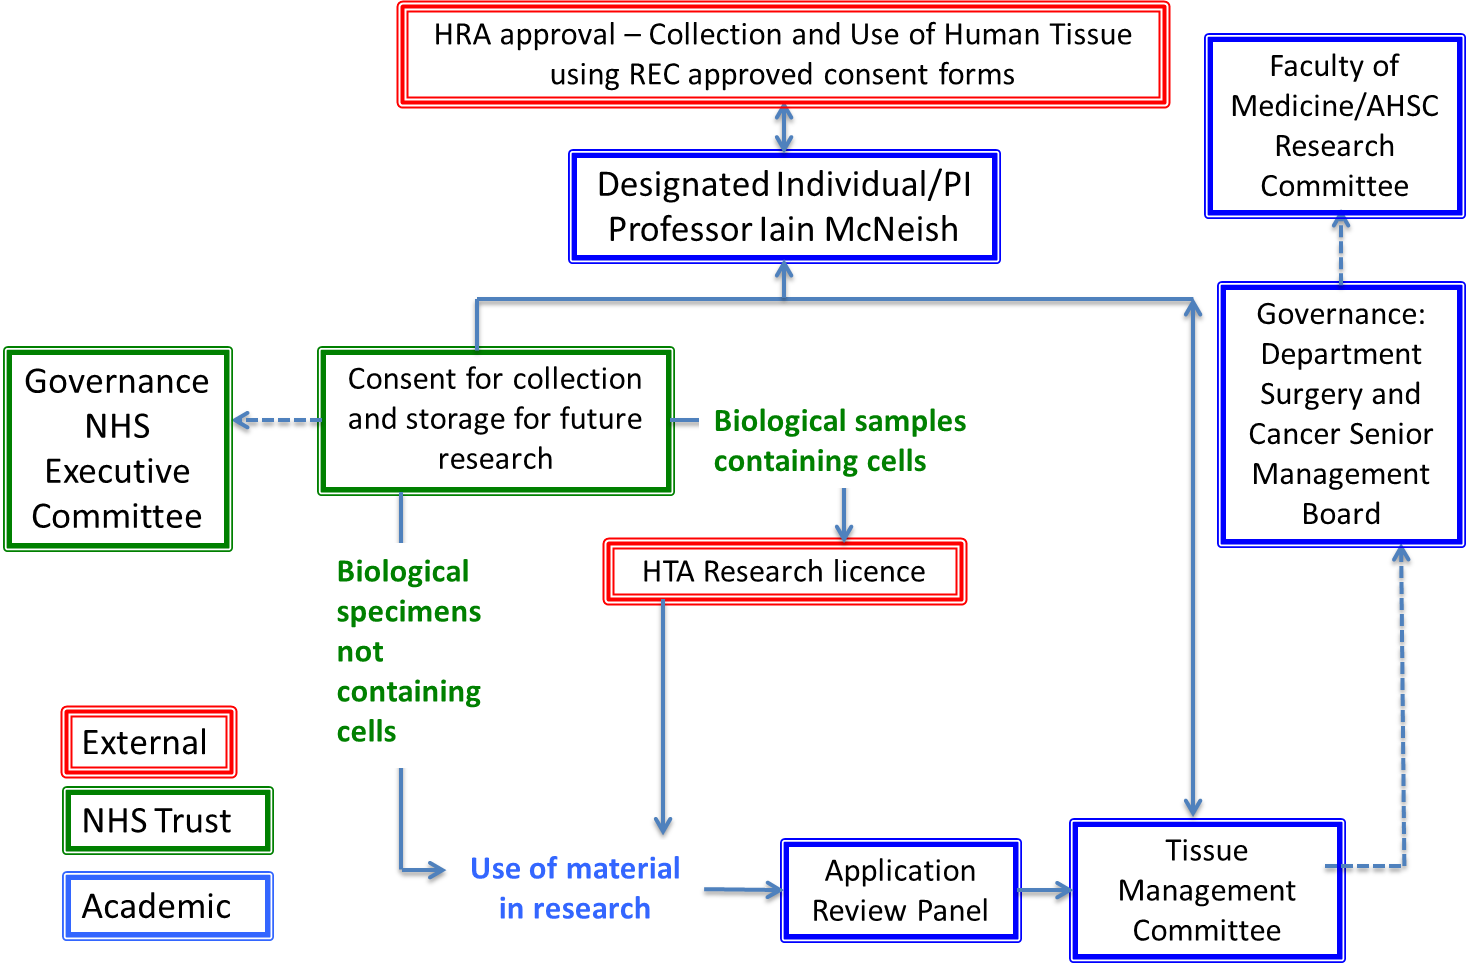 HRA approval – Collection and Use of Human Tissue
using REC approved consent forms
Faculty of
Medicine/AHSC
Research
Committee
Designated Individual/PI
Professor Iain McNeish
Governance:
Department
Surgery and
Cancer Senior
Management
Board
Governance
NHS
Executive
Committee
Consent for collection
and storage for future
research
Biological samples
containing cells
HTA Research licence
Biological
specimens
not
containing
cells
External
NHS Trust
Academic
Use of material
in research
Application
Review Panel
Tissue
Management
Committee